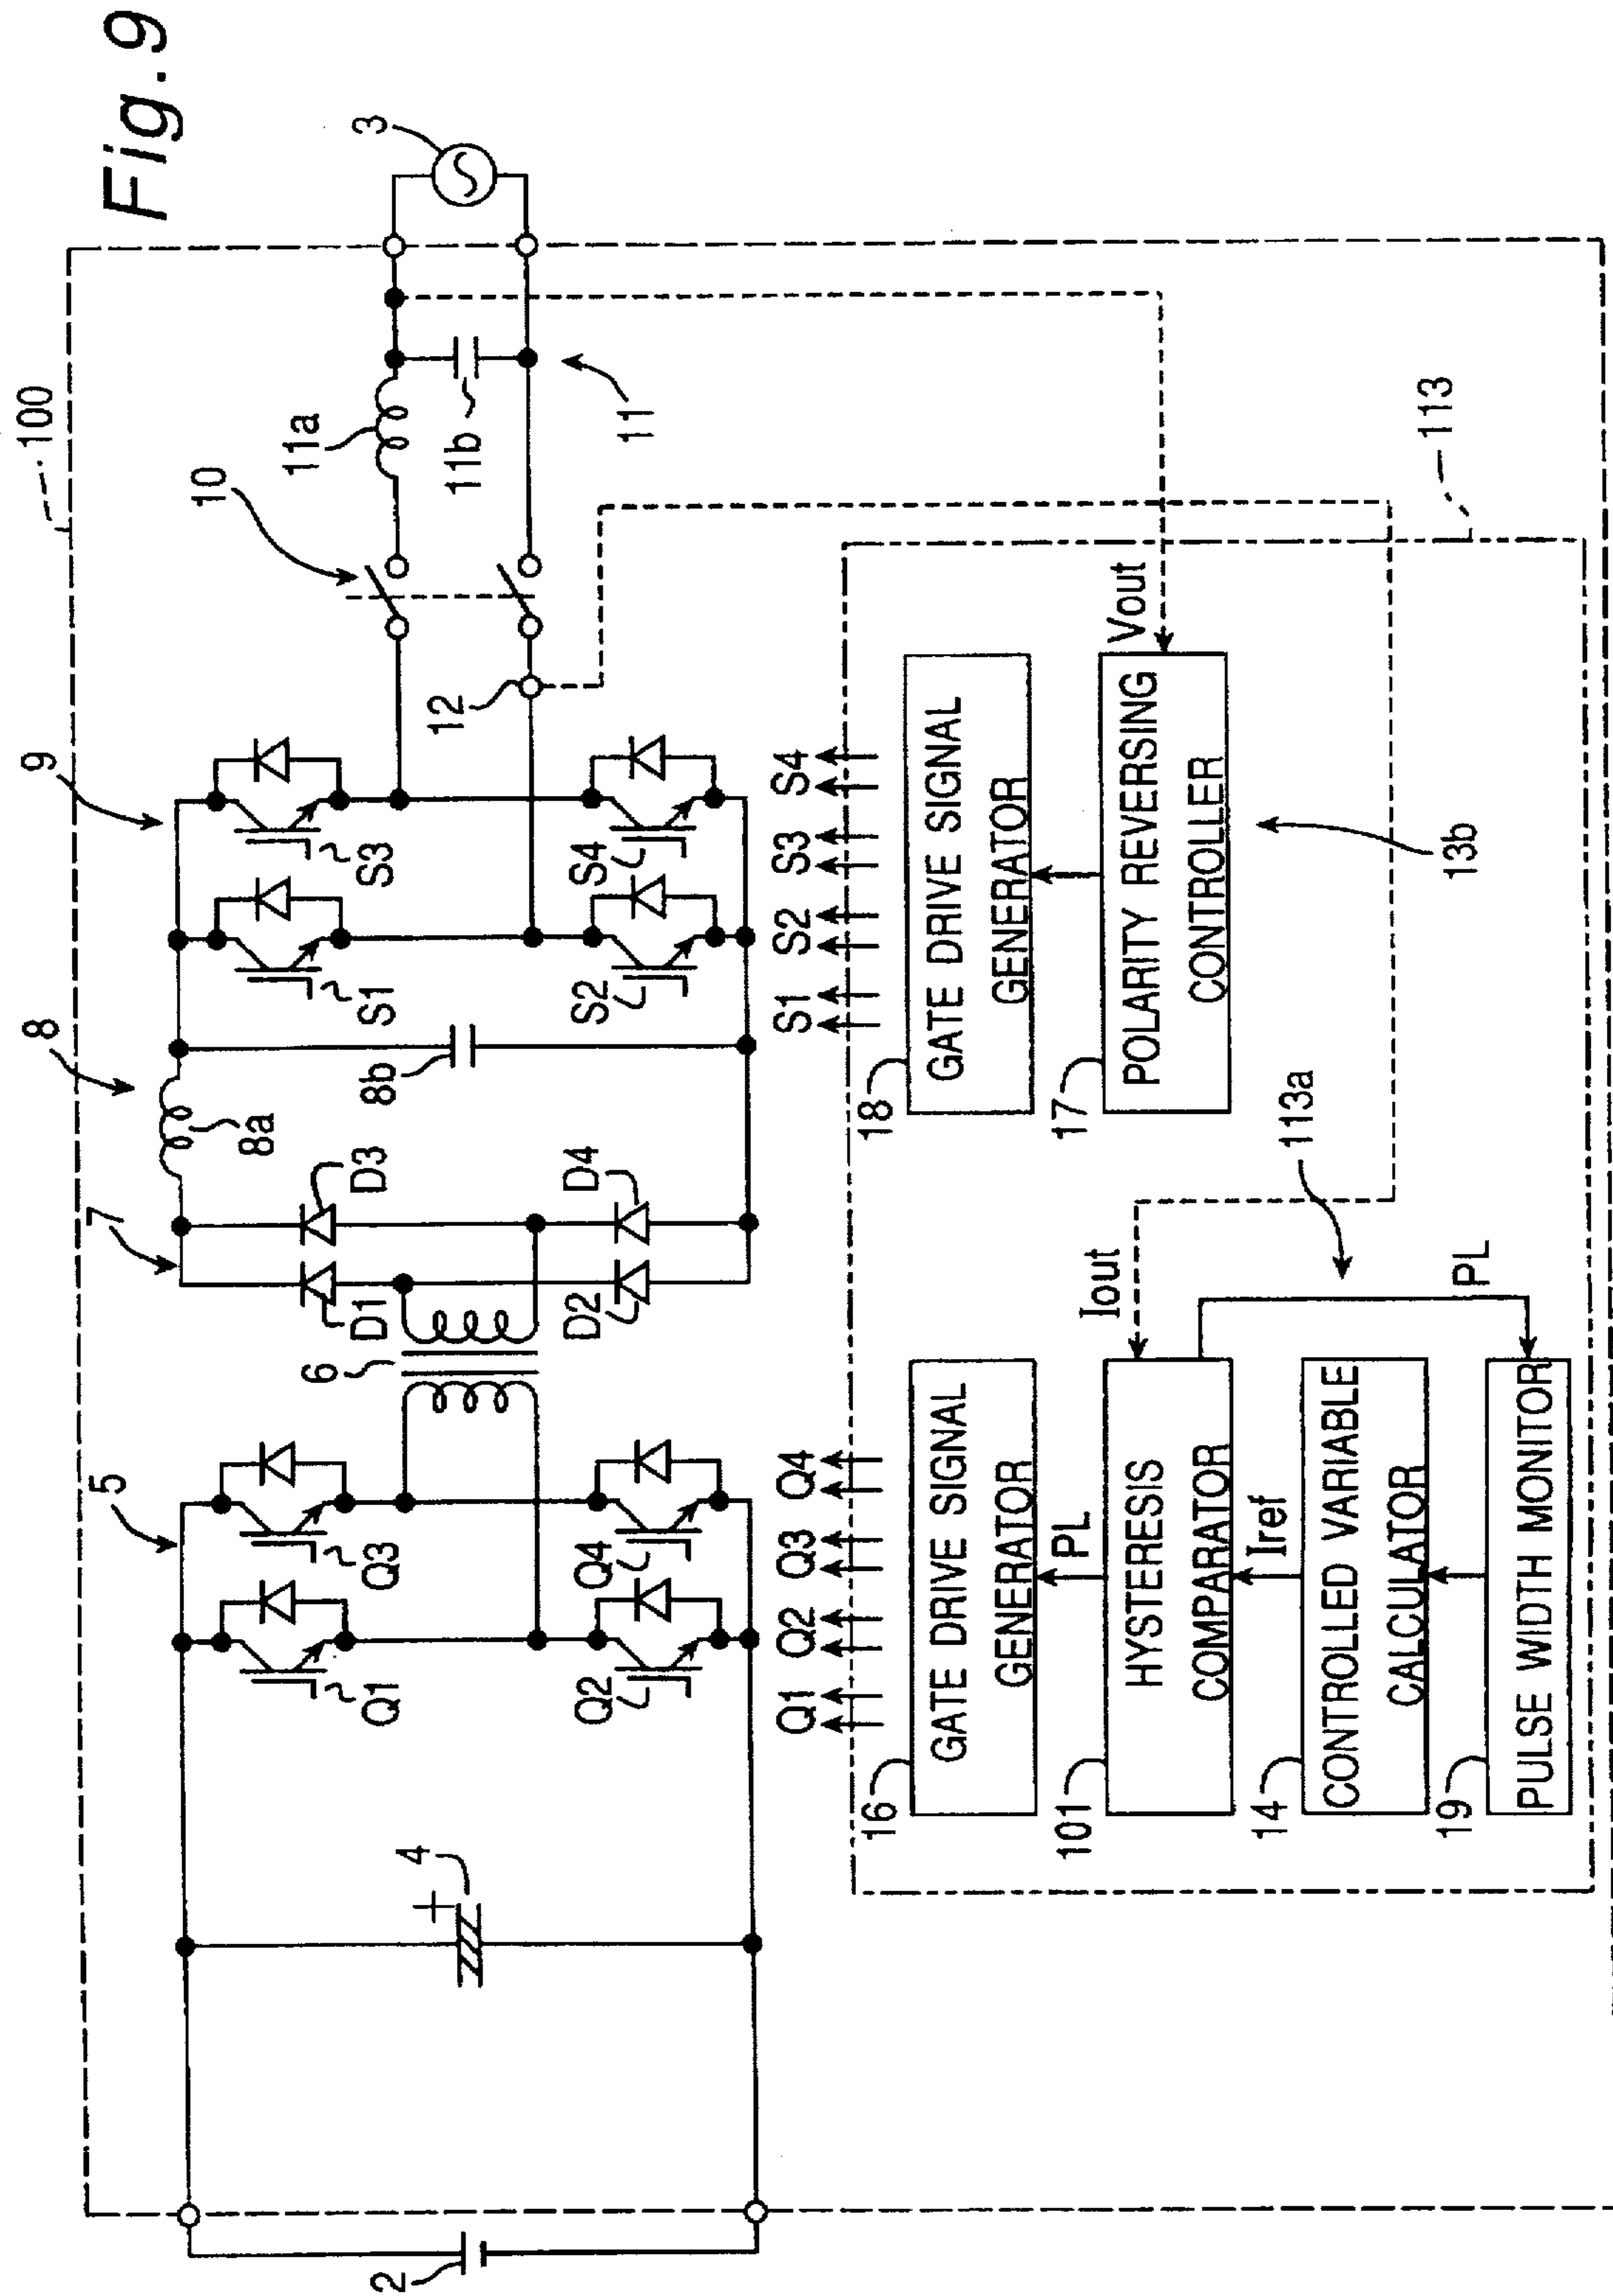 Fig.9
100
3
9
10
11a
11b
11
8
8a
8b
7
D3
D4
D1
D2
6
S3
S1
S4
S2
12
5
Q3
Q1
Q4
Q2
4
2
Q1 Q2 Q3 Q4
S1 S2 S3 S4
113
16
GATE DRIVE SIGNAL
GENERATOR
PL
Iout
101
HYSTERESIS
COMPARATOR
Iref
113a
14
CONTROLLED VARIABLE
CALCULATOR
PL
19
PULSE WIDTH MONITOR
18
GATE DRIVE SIGNAL
GENERATOR
Vout
17
POLARITY REVERSING
CONTROLLER
13b